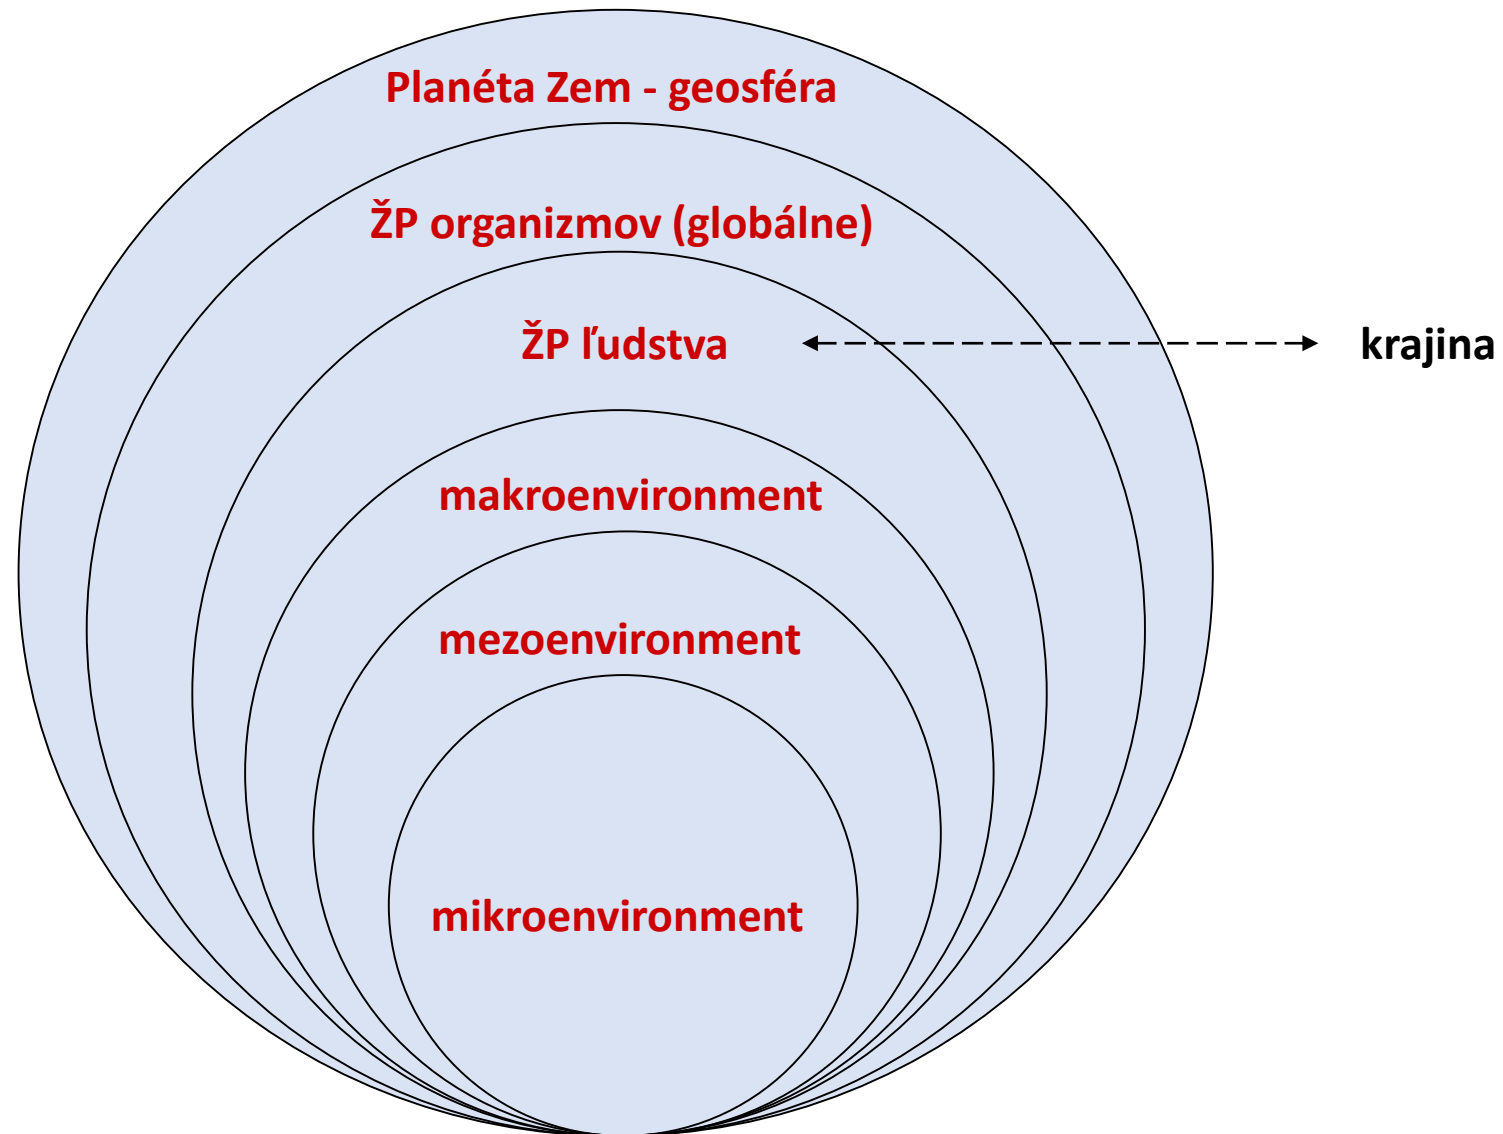 Planéta Zem - geosféra
ŽP organizmov (globálne)
ŽP ľudstva
krajina
makroenvironment
mezoenvironment
mikroenvironment